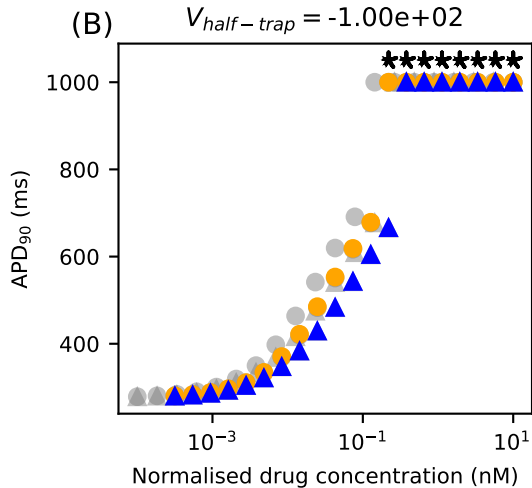 (B)
V_{half-trap} = -1.00e+02
APD₉₀ (ms)
1000
800
600
400
10⁻³
10⁻¹
10¹
Normalised drug concentration (nM)